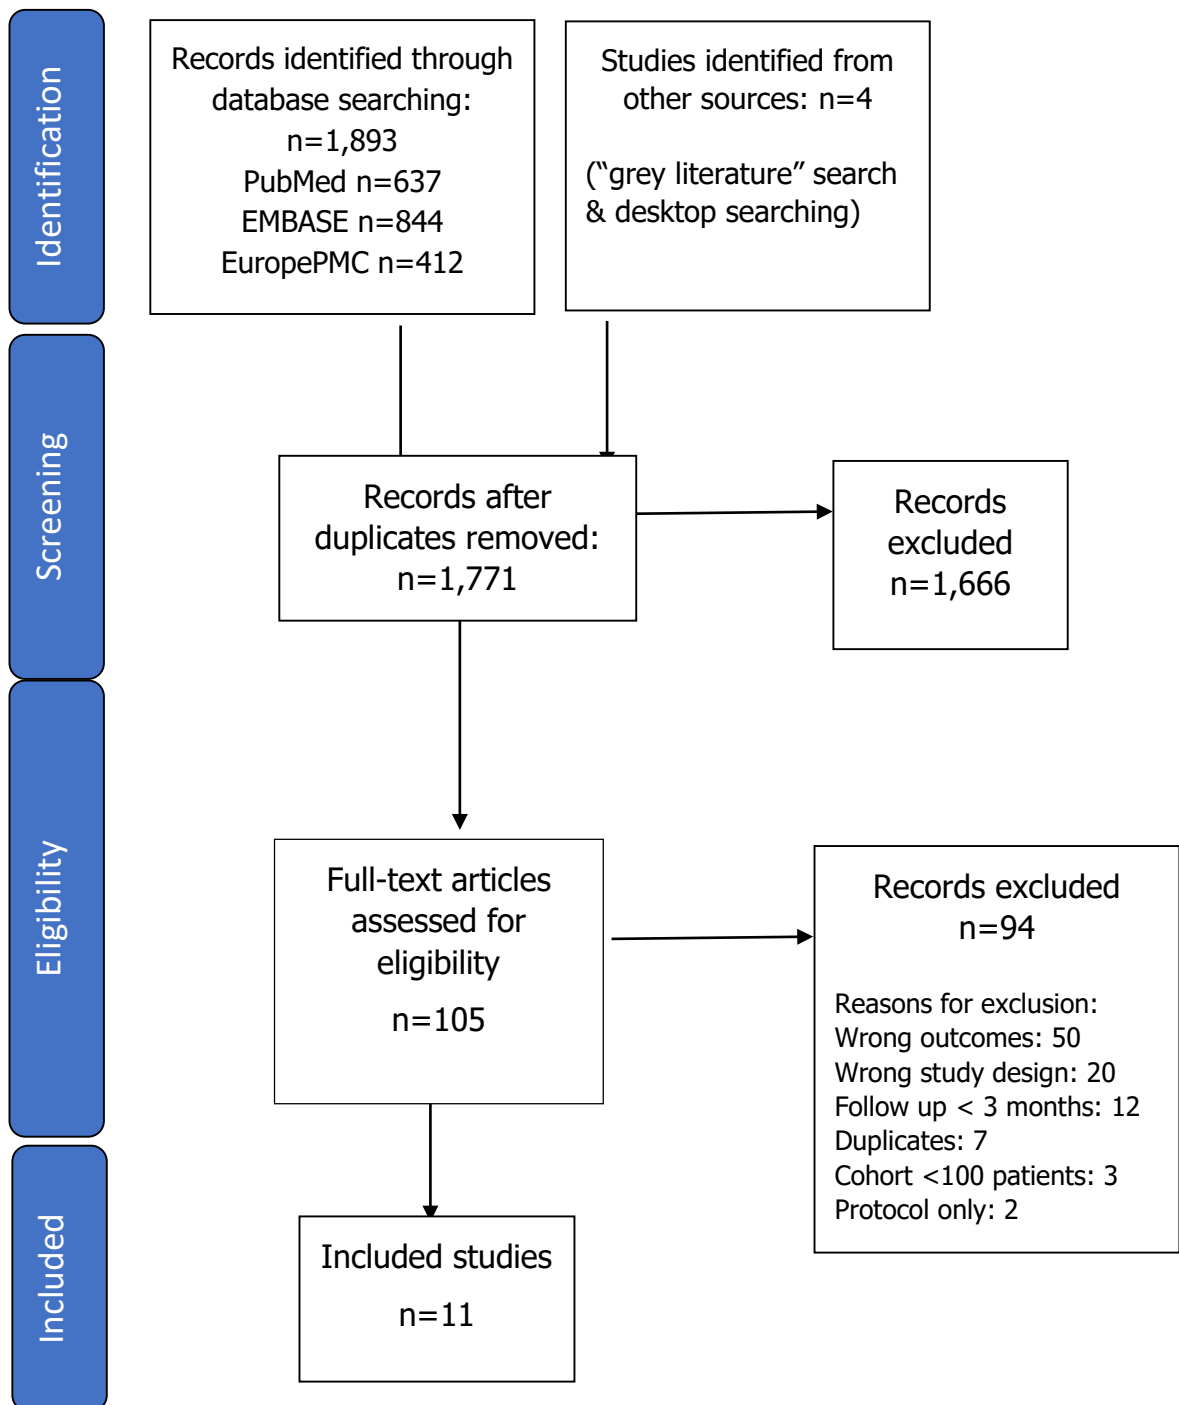 Identification
Records identified through
database searching:
n=1,893
PubMed n=637
EMBASE n=844
EuropePMC n=412
Studies identified from
other sources: n=4
(“grey literature” search
& desktop searching)
Screening
Records after
duplicates removed:
n=1,771
Records
excluded
n=1,666
Eligibility
Full-text articles
assessed for
eligibility
n=105
Records excluded
n=94
Reasons for exclusion:
Wrong outcomes: 50
Wrong study design: 20
Follow up < 3 months: 12
Duplicates: 7
Cohort <100 patients: 3
Protocol only: 2
Included
Included studies
n=11